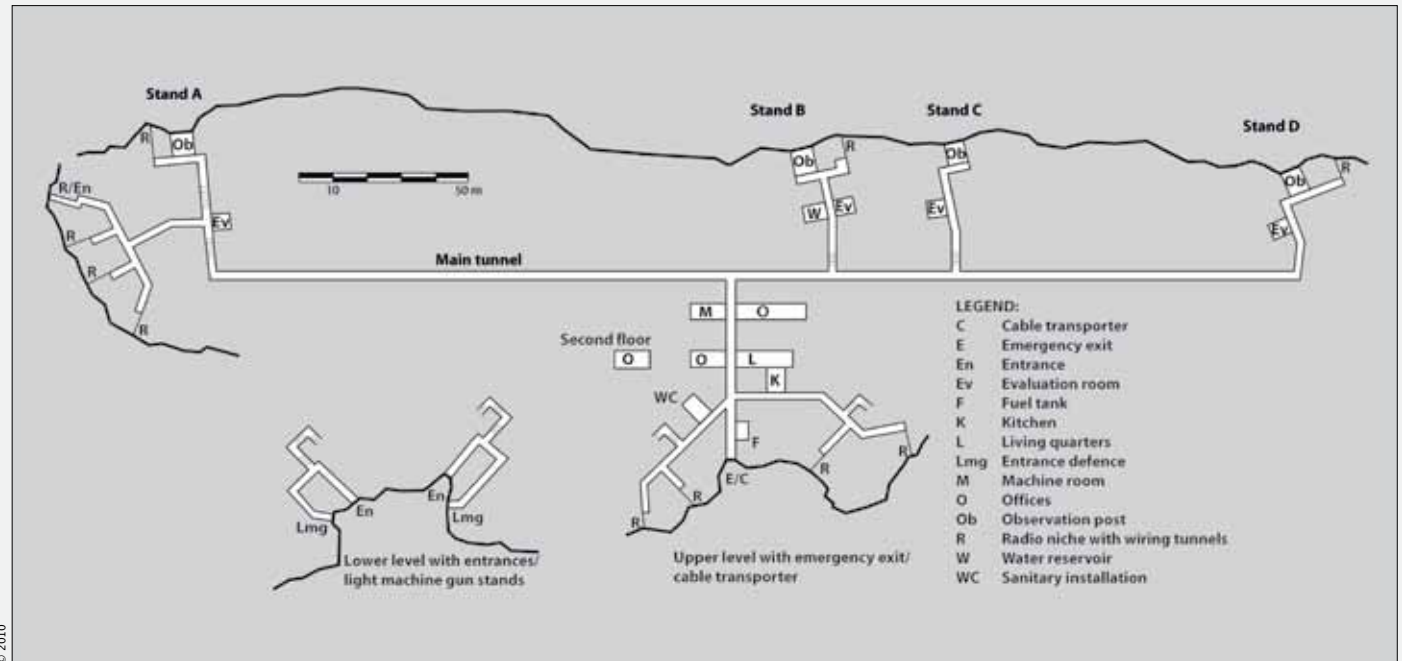 Stand A
Stand B
Stand C
Stand D
R
Ob
Ob
R
Ob
Ob
R
R/En
Ev
W
Ev
Ev
Ev
R
R
R
10
50 m
Main tunnel
M
O
Second floor
O
O
L
K
WC
F
E/C
R
R
R
R
En
En
Lmg
Lmg
Lower level with entrances/
light machine gun stands
Upper level with emergency exit/
cable transporter
LEGEND:
C Cable transporter
E Emergency exit
En Entrance
Ev Evaluation room
F Fuel tank
K Kitchen
L Living quarters
Lmg Entrance defence
M Machine room
O Offices
Ob Observation post
R Radio niche with wiring tunnels
W Water reservoir
WC Sanitary installation
© 2010